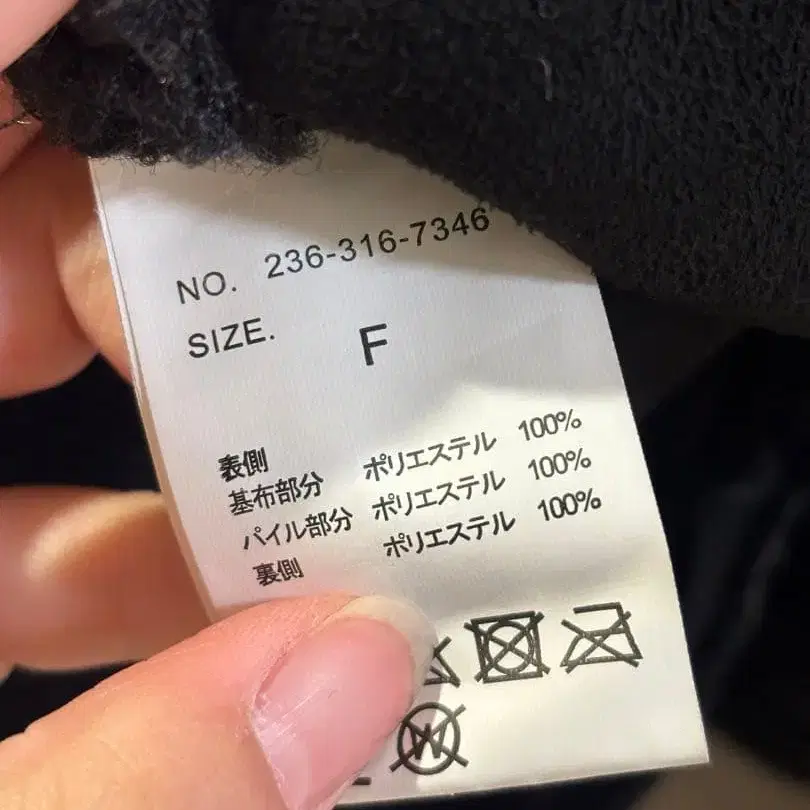 NO. 236-316-7346
SIZE. F
表側
基布部分 ポリエステル 100%
パイル部分 ポリエステル 100%
裏側 ポリエステル 100%
W